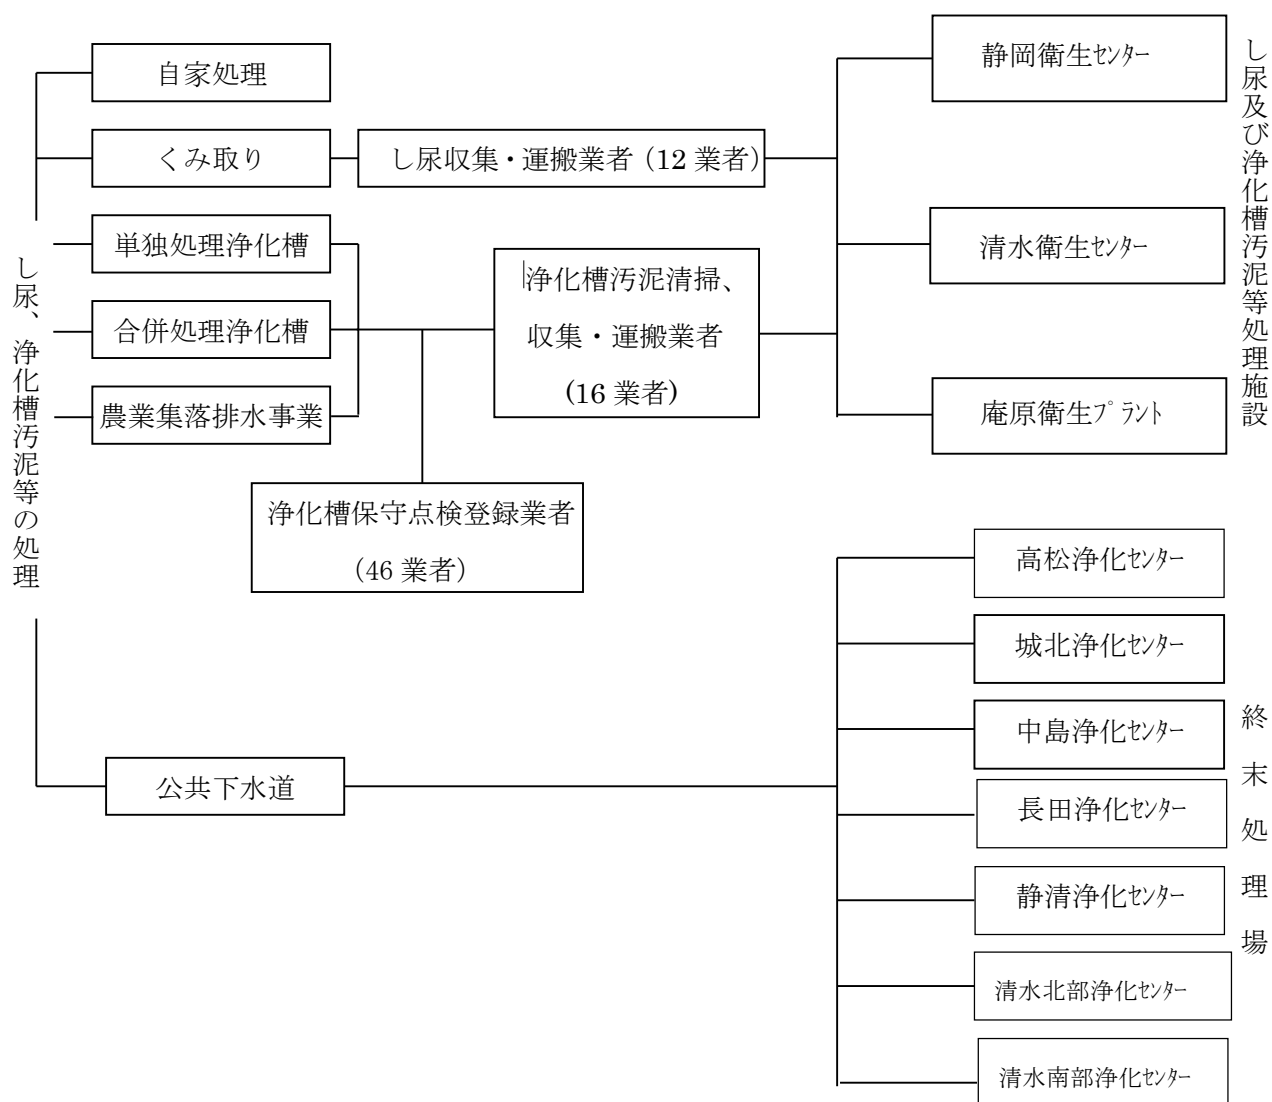 し尿、浄化槽汚泥等の処理
自家処理
くみ取り
し尿収集・運搬業者(12 業者)
単独処理浄化槽
合併処理浄化槽
農業集落排水事業
浄化槽汚泥清掃、
収集・運搬業者
(16 業者)
浄化槽保守点検登録業者
(46 業者)
静岡衛生ｾﾝﾀｰ
清水衛生ｾﾝﾀｰ
庵原衛生ﾌﾟﾗﾝﾄ
し尿及び浄化槽汚泥等処理施設
公共下水道
高松浄化ｾﾝﾀｰ
城北浄化ｾﾝﾀｰ
中島浄化ｾﾝﾀｰ
長田浄化ｾﾝﾀｰ
静清浄化ｾﾝﾀｰ
清水北部浄化ｾﾝﾀｰ
清水南部浄化ｾﾝﾀｰ
終末処理場